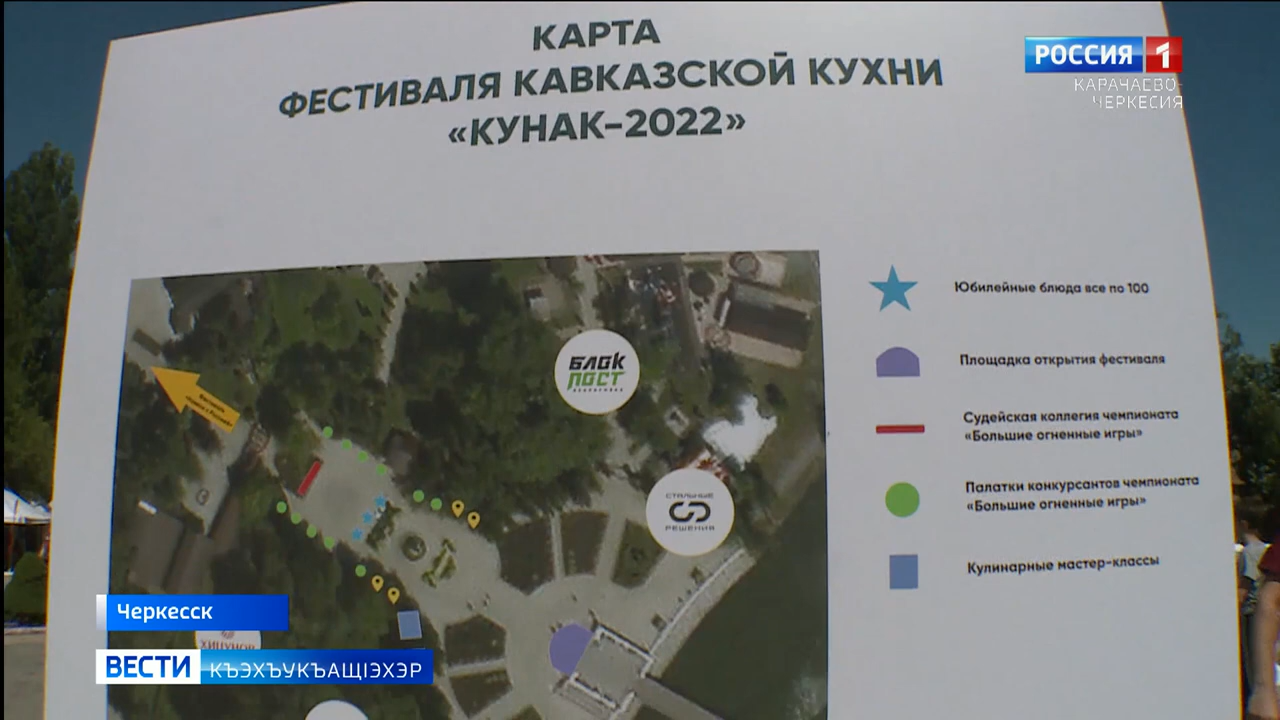 КАРТА
ФЕСТИВАЛЯ КАВКАЗСКОЙ КУХНИ
«КУНАК-2022»
РОССИЯ 1
КАРАЧАЕВО-
ЧЕРКЕСИЯ
Юбилейные блюда все по 100
Площадка открытия фестиваля
Судейская коллегия чемпионата
«Большие огненные игры»
Палатки конкурсантов чемпионата
«Большие огненные игры»
Кулинарные мастер-классы
БЛОК
ПОСТ
СТАЛЬНЫЕ
РЕШЕНИЯ
Черкесск
ВЕСТИ КЪЭХЪУКЪАЩIЭХЭР